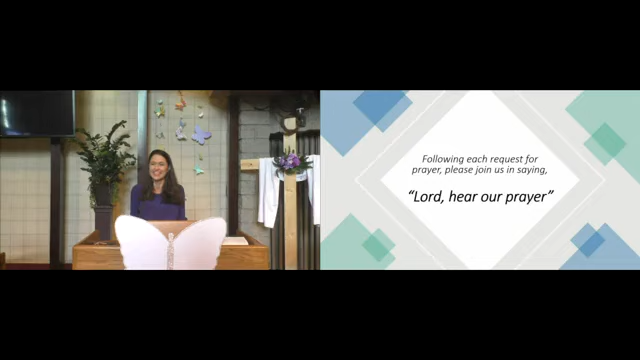 Following each request for
prayer, please join us in saying,
“Lord, hear our prayer”